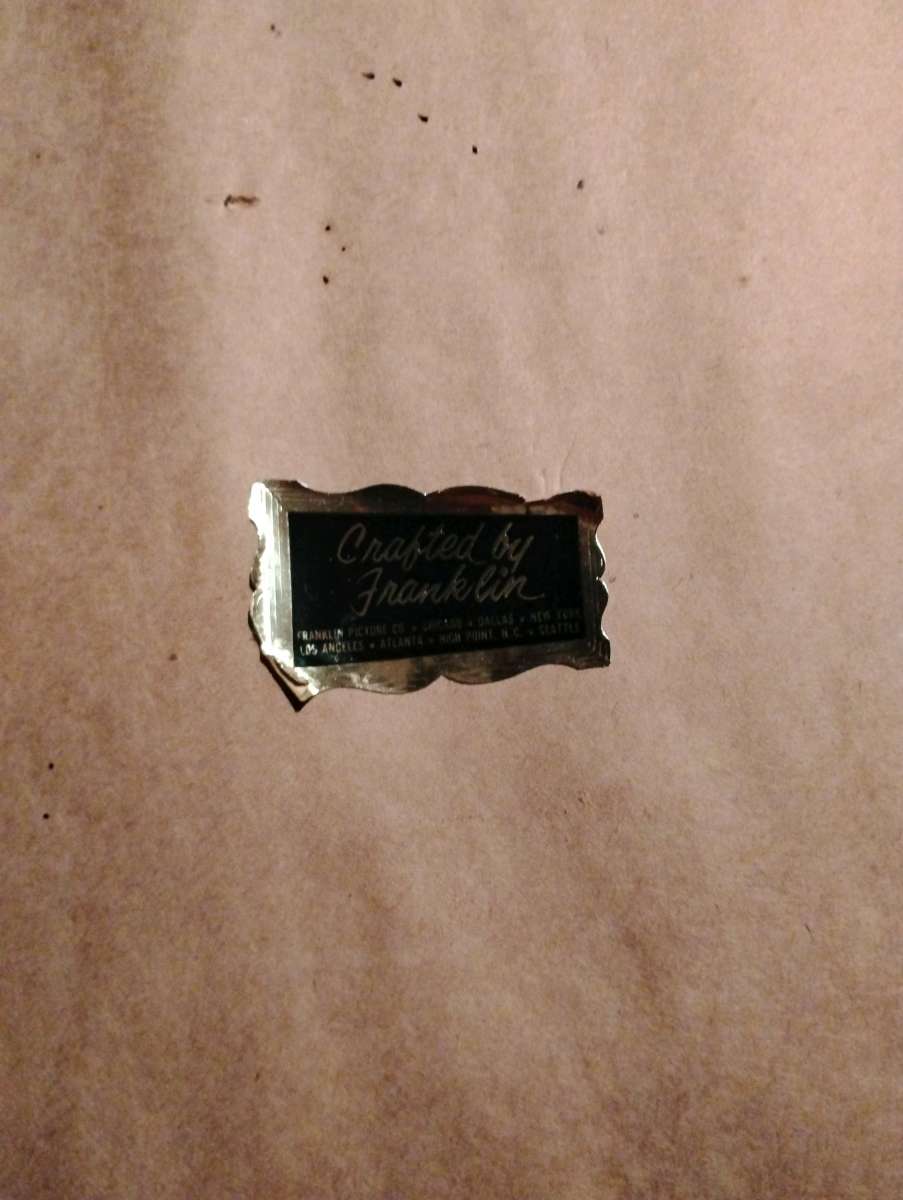 Crafted by
Franklin
FRANKLIN PICTURE CO. • CHICAGO • DALLAS • NEW YORK
LOS ANGELES • ATLANTA • HIGH POINT, N.C. • SEATTLE